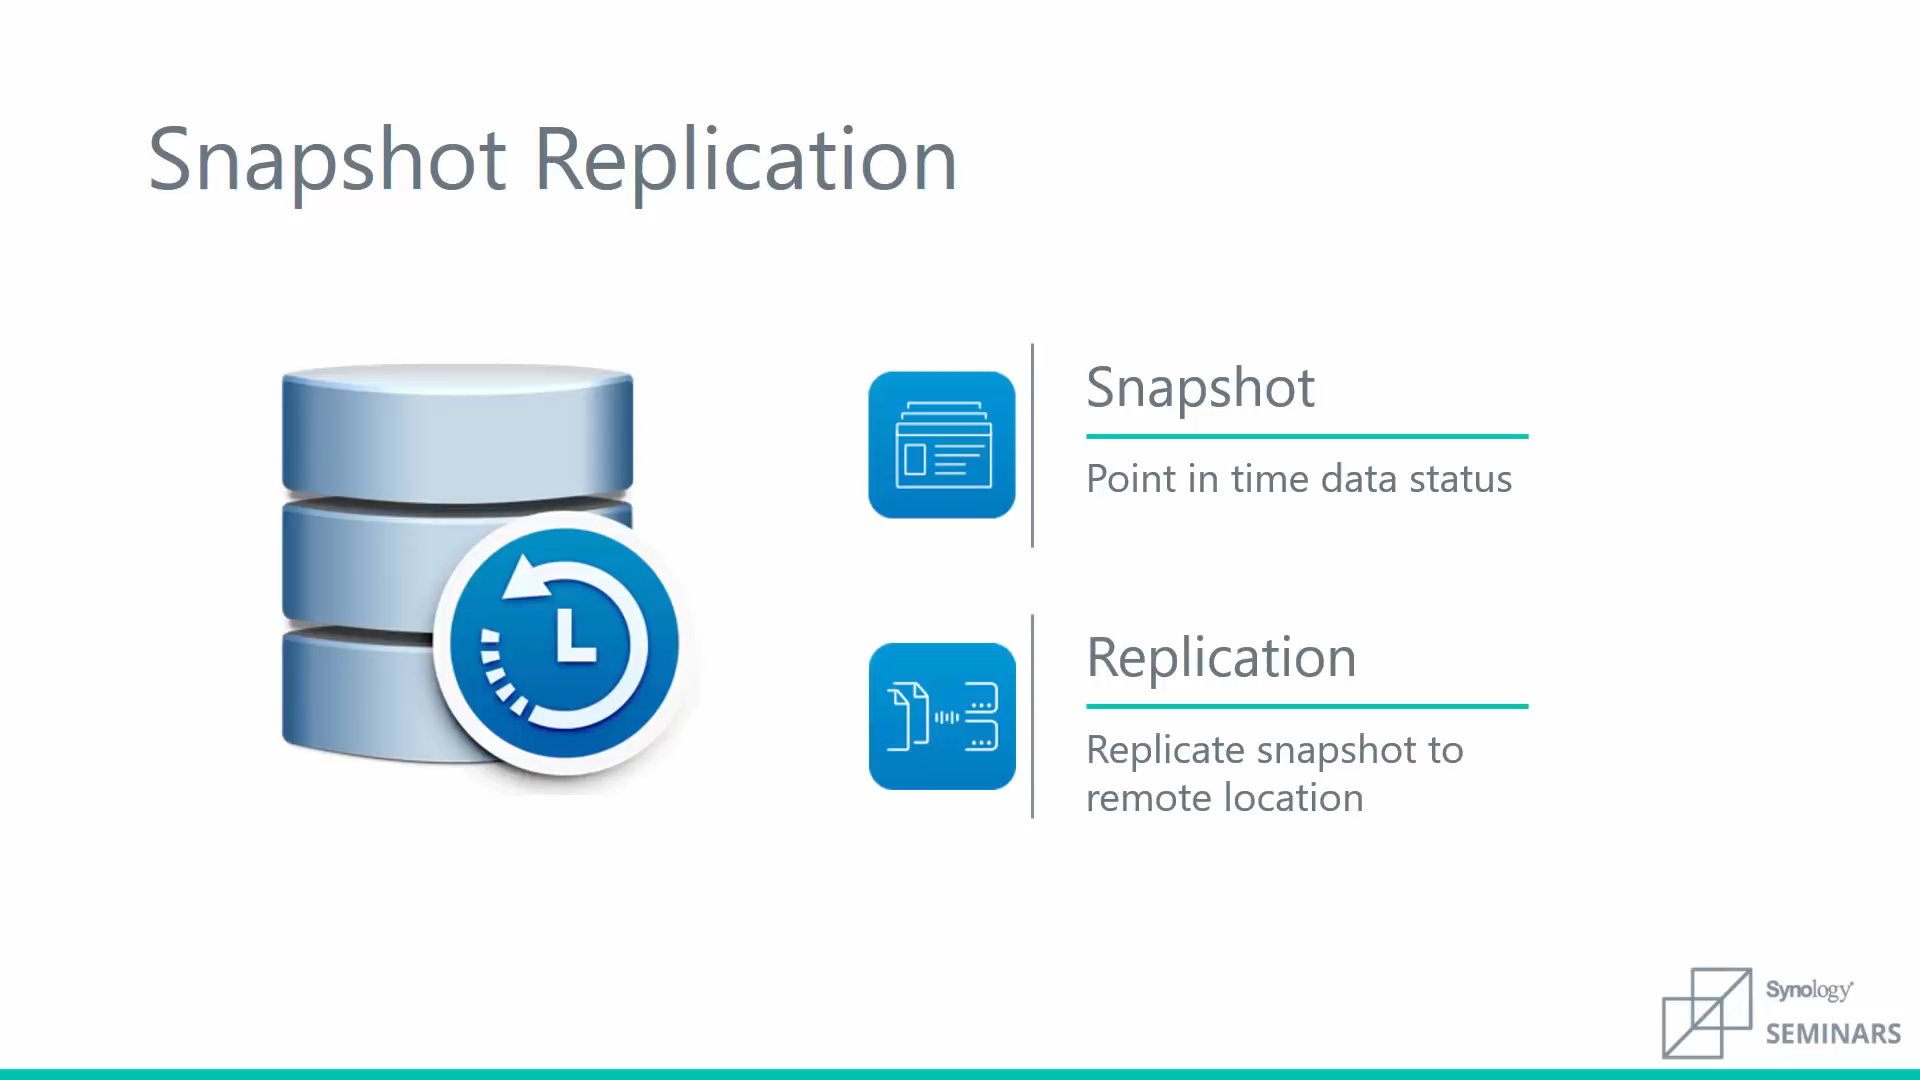 Snapshot Replication
Snapshot
Point in time data status
Replication
Replicate snapshot to
remote location
Synology
SEMINARS